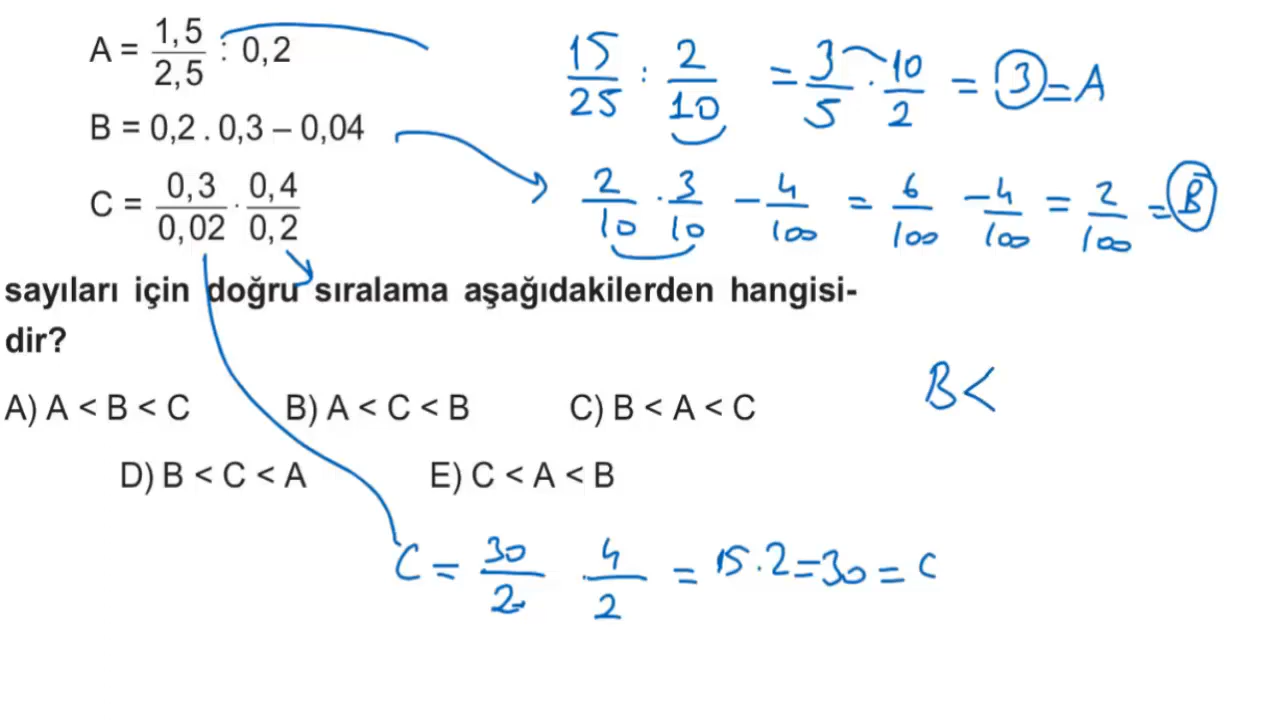 A = 1,5/2,5 : 0,2
15/25 : 2/10 = 3/5 . 10/2 = 3 = A
B = 0,2 . 0,3 – 0,04
2/10 . 3/10 - 4/100 = 6/100 - 4/100 = 2/100 = B
C = 0,3/0,02 . 0,4/0,2
sayıları için doğru sıralama aşağıdakilerden hangisi-
dir?
B <
A) A < B < C B) A < C < B C) B < A < C
D) B < C < A E) C < A < B
C = 30/2 . 4/2 = 15.2=30 = C